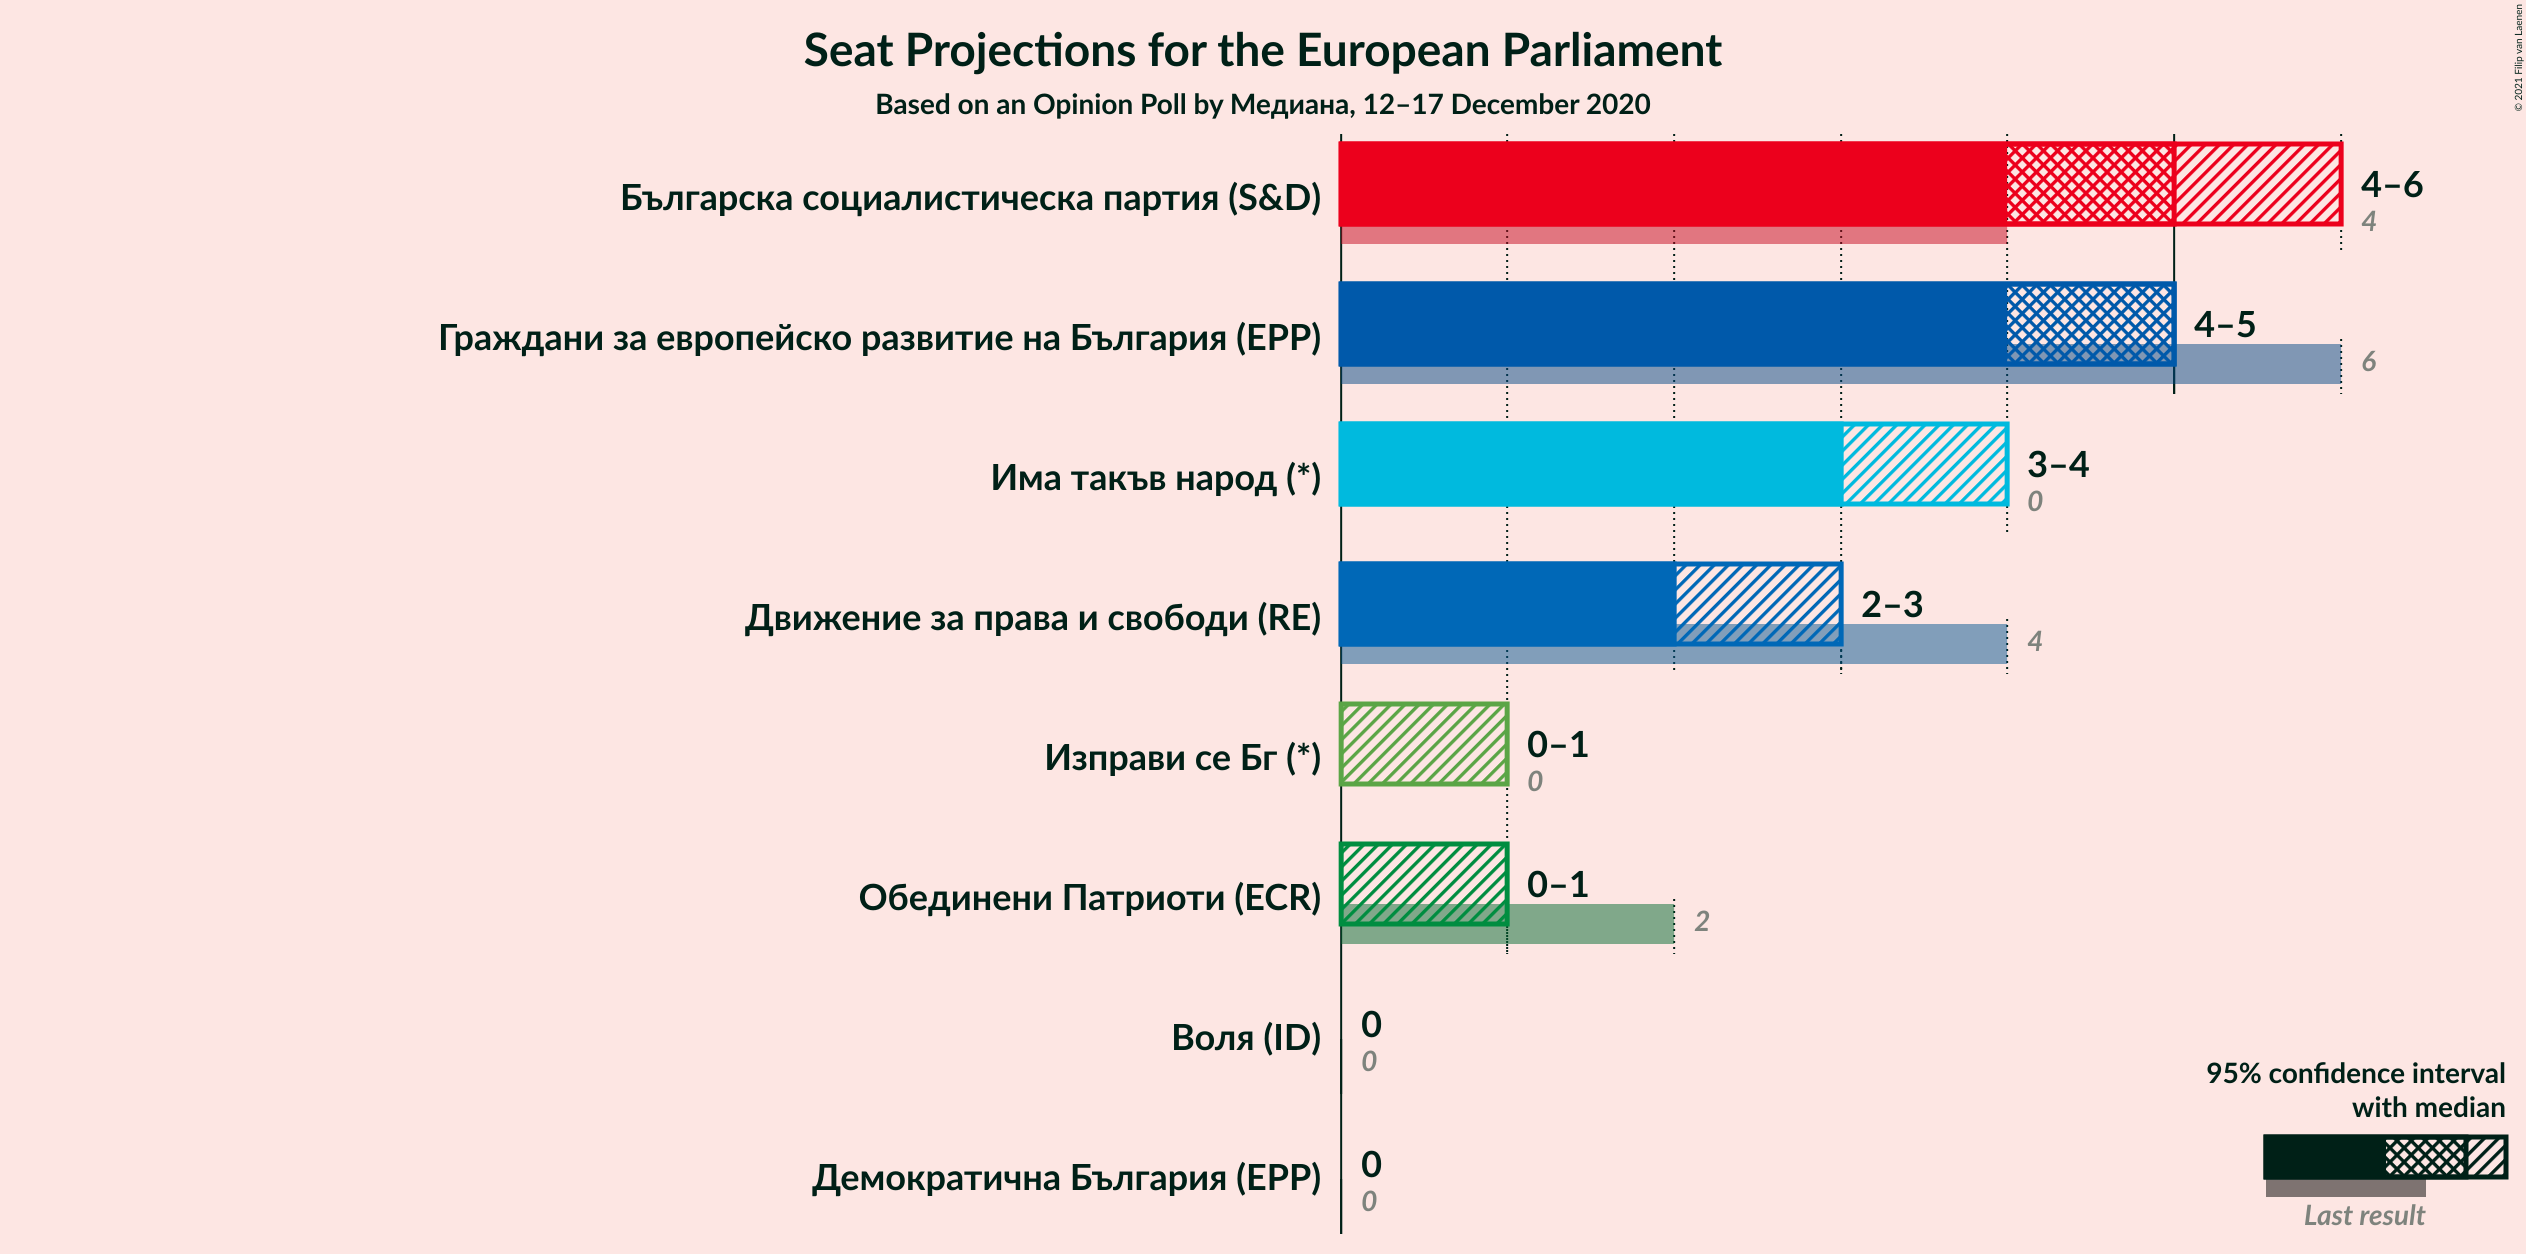 Seat Projections for the European Parliament
Based on an Opinion Poll by Медиана, 12–17 December 2020
© 2021 Filip van Laenen
Българска социалистическа партия (S&D)
4–6
4
Граждани за европейско развитие на България (EPP)
4–5
6
Има такъв народ (*)
3–4
0
Движение за права и свободи (RE)
2–3
4
Изправи се Бг (*)
0–1
0
Обединени Патриоти (ECR)
0–1
2
Воля (ID)
0
0
Демократична България (EPP)
0
0
95% confidence interval
with median
Last result